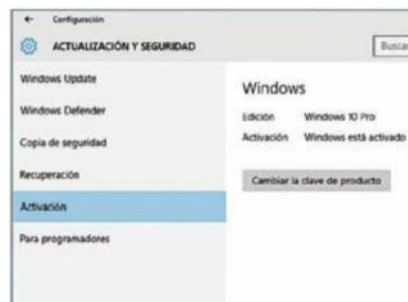 Configuración
ACTUALIZACIÓN Y SEGURIDAD
Buscar
Windows Update
Windows Defender
Copia de seguridad
Recuperación
Activación
Para programadores
Windows
Edición Windows 10 Pro
Activación Windows está activado
Cambiar la clave de producto